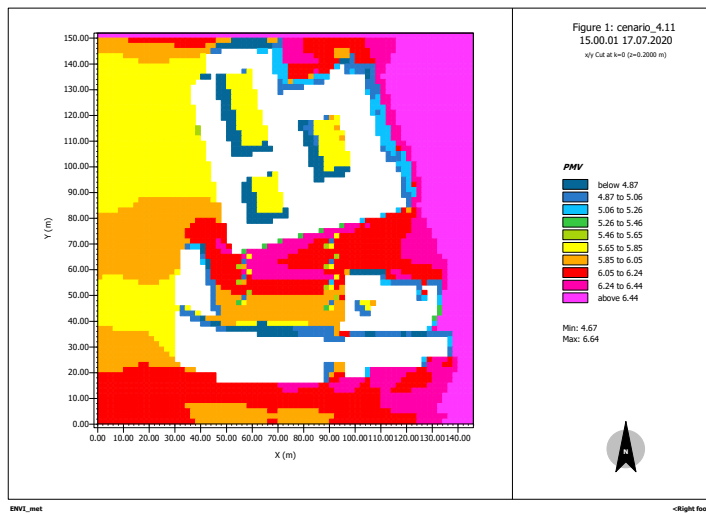 Figure 1: cenario_4.11
15.00.01 17.07.2020
x/y Cut at k=0 (z=0.2000 m)
150.00
140.00
130.00
120.00
110.00
100.00
90.00
80.00
70.00
60.00
50.00
40.00
30.00
20.00
10.00
0.00
Y (m)
0.00 10.00 20.00 30.00 40.00 50.00 60.00 70.00 80.00 90.00 100.00 110.00 120.00 130.00 140.00
X (m)
PMV
below 4.87
4.87 to 5.06
5.06 to 5.26
5.26 to 5.46
5.46 to 5.65
5.65 to 5.85
5.85 to 6.05
6.05 to 6.24
6.24 to 6.44
above 6.44
Min: 4.67
Max: 6.64
N
ENVI_met
<Right foo